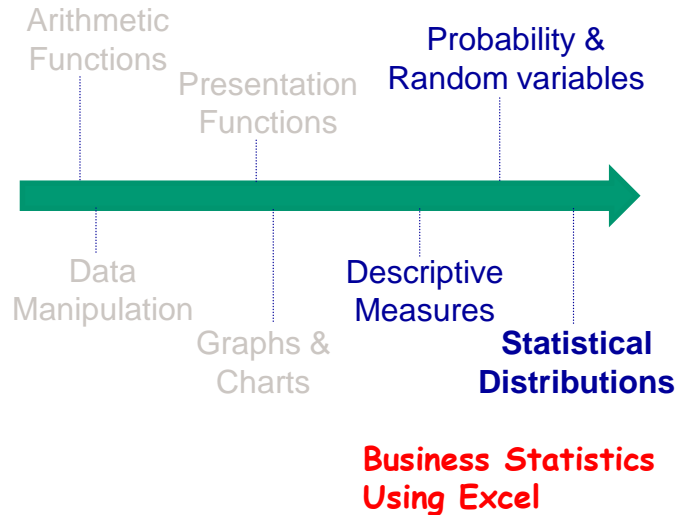 Arithmetic
Functions
Presentation
Functions
Probability &
Random variables
Data
Manipulation
Graphs &
Charts
Descriptive
Measures
Statistical
Distributions
Business Statistics
Using Excel